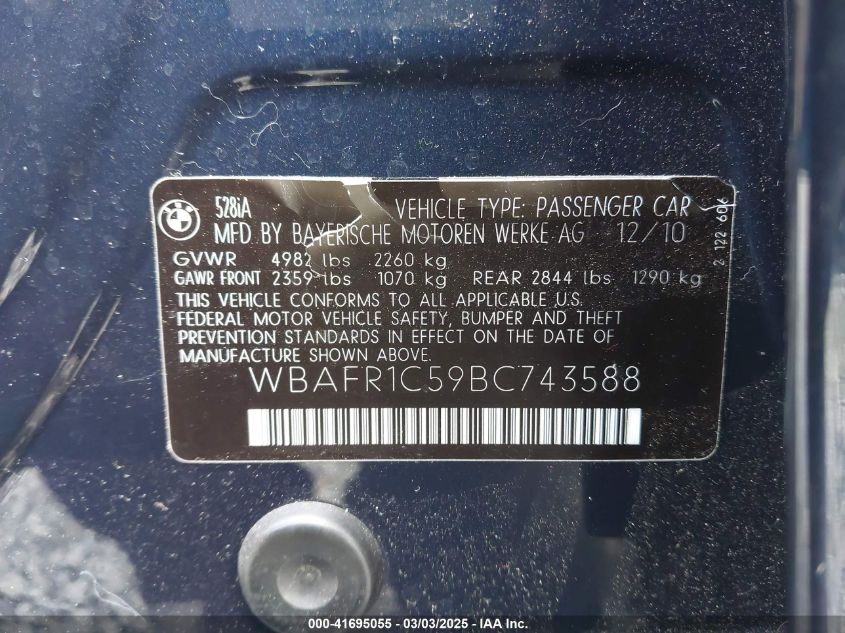 528iA VEHICLE TYPE: PASSENGER CAR
MFD BY BAYERISCHE MOTOREN WERKE AG 12/10
GVWR 4982 lbs 2260 kg
GAWR FRONT 2359 lbs 1070 kg REAR 2844 lbs 1290 kg
THIS VEHICLE CONFORMS TO ALL APPLICABLE U.S.
FEDERAL MOTOR VEHICLE SAFETY, BUMPER AND THEFT
PREVENTION STANDARDS IN EFFECT ON THE DATE OF
MANUFACTURE SHOWN ABOVE.
WBAFR1C59BC743588
2 122 606
000-41695055 - 03/03/2025 - IAA, Inc.